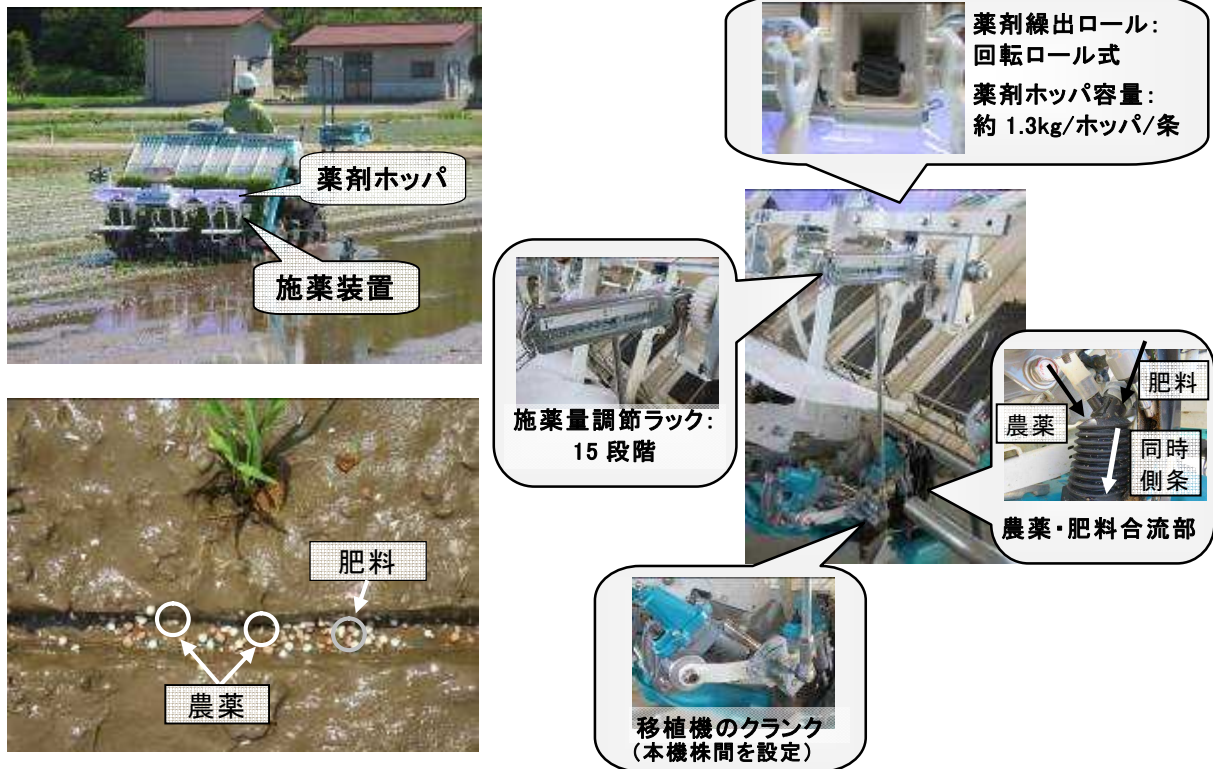 薬剤ホッパ
施薬装置
肥料
農薬
薬剤繰出ロール:
回転ロール式
薬剤ホッパ容量:
約 1.3kg/ホッパ/条
施薬量調節ラック:
15 段階
農薬
肥料
同時
側条
農薬・肥料合流部
移植機のクランク
(本機株間を設定)